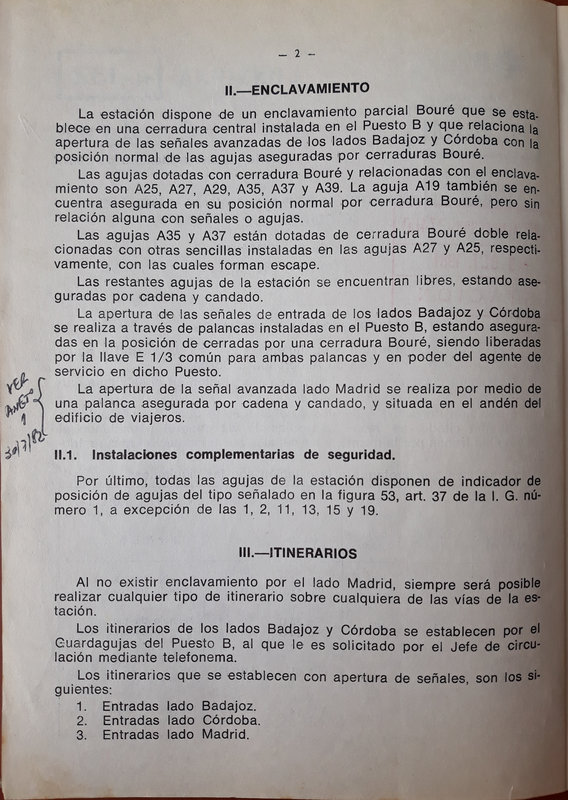 — 2 —
II.—ENCLAVAMIENTO
La estación dispone de un enclavamiento parcial Bouré que se esta-
blece en una cerradura central instalada en el Puesto B y que relaciona la
apertura de las señales avanzadas de los lados Badajoz y Córdoba con la
posición normal de las agujas aseguradas por cerraduras Bouré.
Las agujas dotadas con cerradura Bouré y relacionadas con el enclava-
miento son A25, A27, A29, A35, A37 y A39. La aguja A19 también se en-
cuentra asegurada en su posición normal por cerradura Bouré, pero sin
relación alguna con señales o agujas.
Las agujas A35 y A37 están dotadas de cerradura Bouré doble rela-
cionadas con otras sencillas instaladas en las agujas A27 y A25, respecti-
vamente, con las cuales forman escape.
Las restantes agujas de la estación se encuentran libres, estando ase-
guradas por cadena y candado.
La apertura de las señales de entrada de los lados Badajoz y Córdoba
se realiza a través de palancas instaladas en el Puesto B, estando asegura-
das en la posición de cerradas por una cerradura Bouré, siendo liberadas
por la llave E 1/3 común para ambas palancas y en poder del agente de
servicio en dicho Puesto.
La apertura de la señal avanzada lado Madrid se realiza por medio de
una palanca asegurada por cadena y candado, y situada en el andén del
edificio de viajeros.
VER
ANEJO
1
30/7/82
II.1. Instalaciones complementarias de seguridad.
Por último, todas las agujas de la estación disponen de indicador de
posición de agujas del tipo señalado en la figura 53, art. 37 de la I. G. nú-
mero 1, a excepción de las 1, 2, 11, 13, 15 y 19.
III.—ITINERARIOS
Al no existir enclavamiento por el lado Madrid, siempre será posible
realizar cualquier tipo de itinerario sobre cualquiera de las vías de la es-
tación.
Los itinerarios de los lados Badajoz y Córdoba se establecen por el
Guardagujas del Puesto B, al que le es solicitado por el Jefe de circu-
lación mediante telefonema.
Los itinerarios que se establecen con apertura de señales, son los si-
guientes:
1. Entradas lado Badajoz.
2. Entradas lado Córdoba.
3. Entradas lado Madrid.